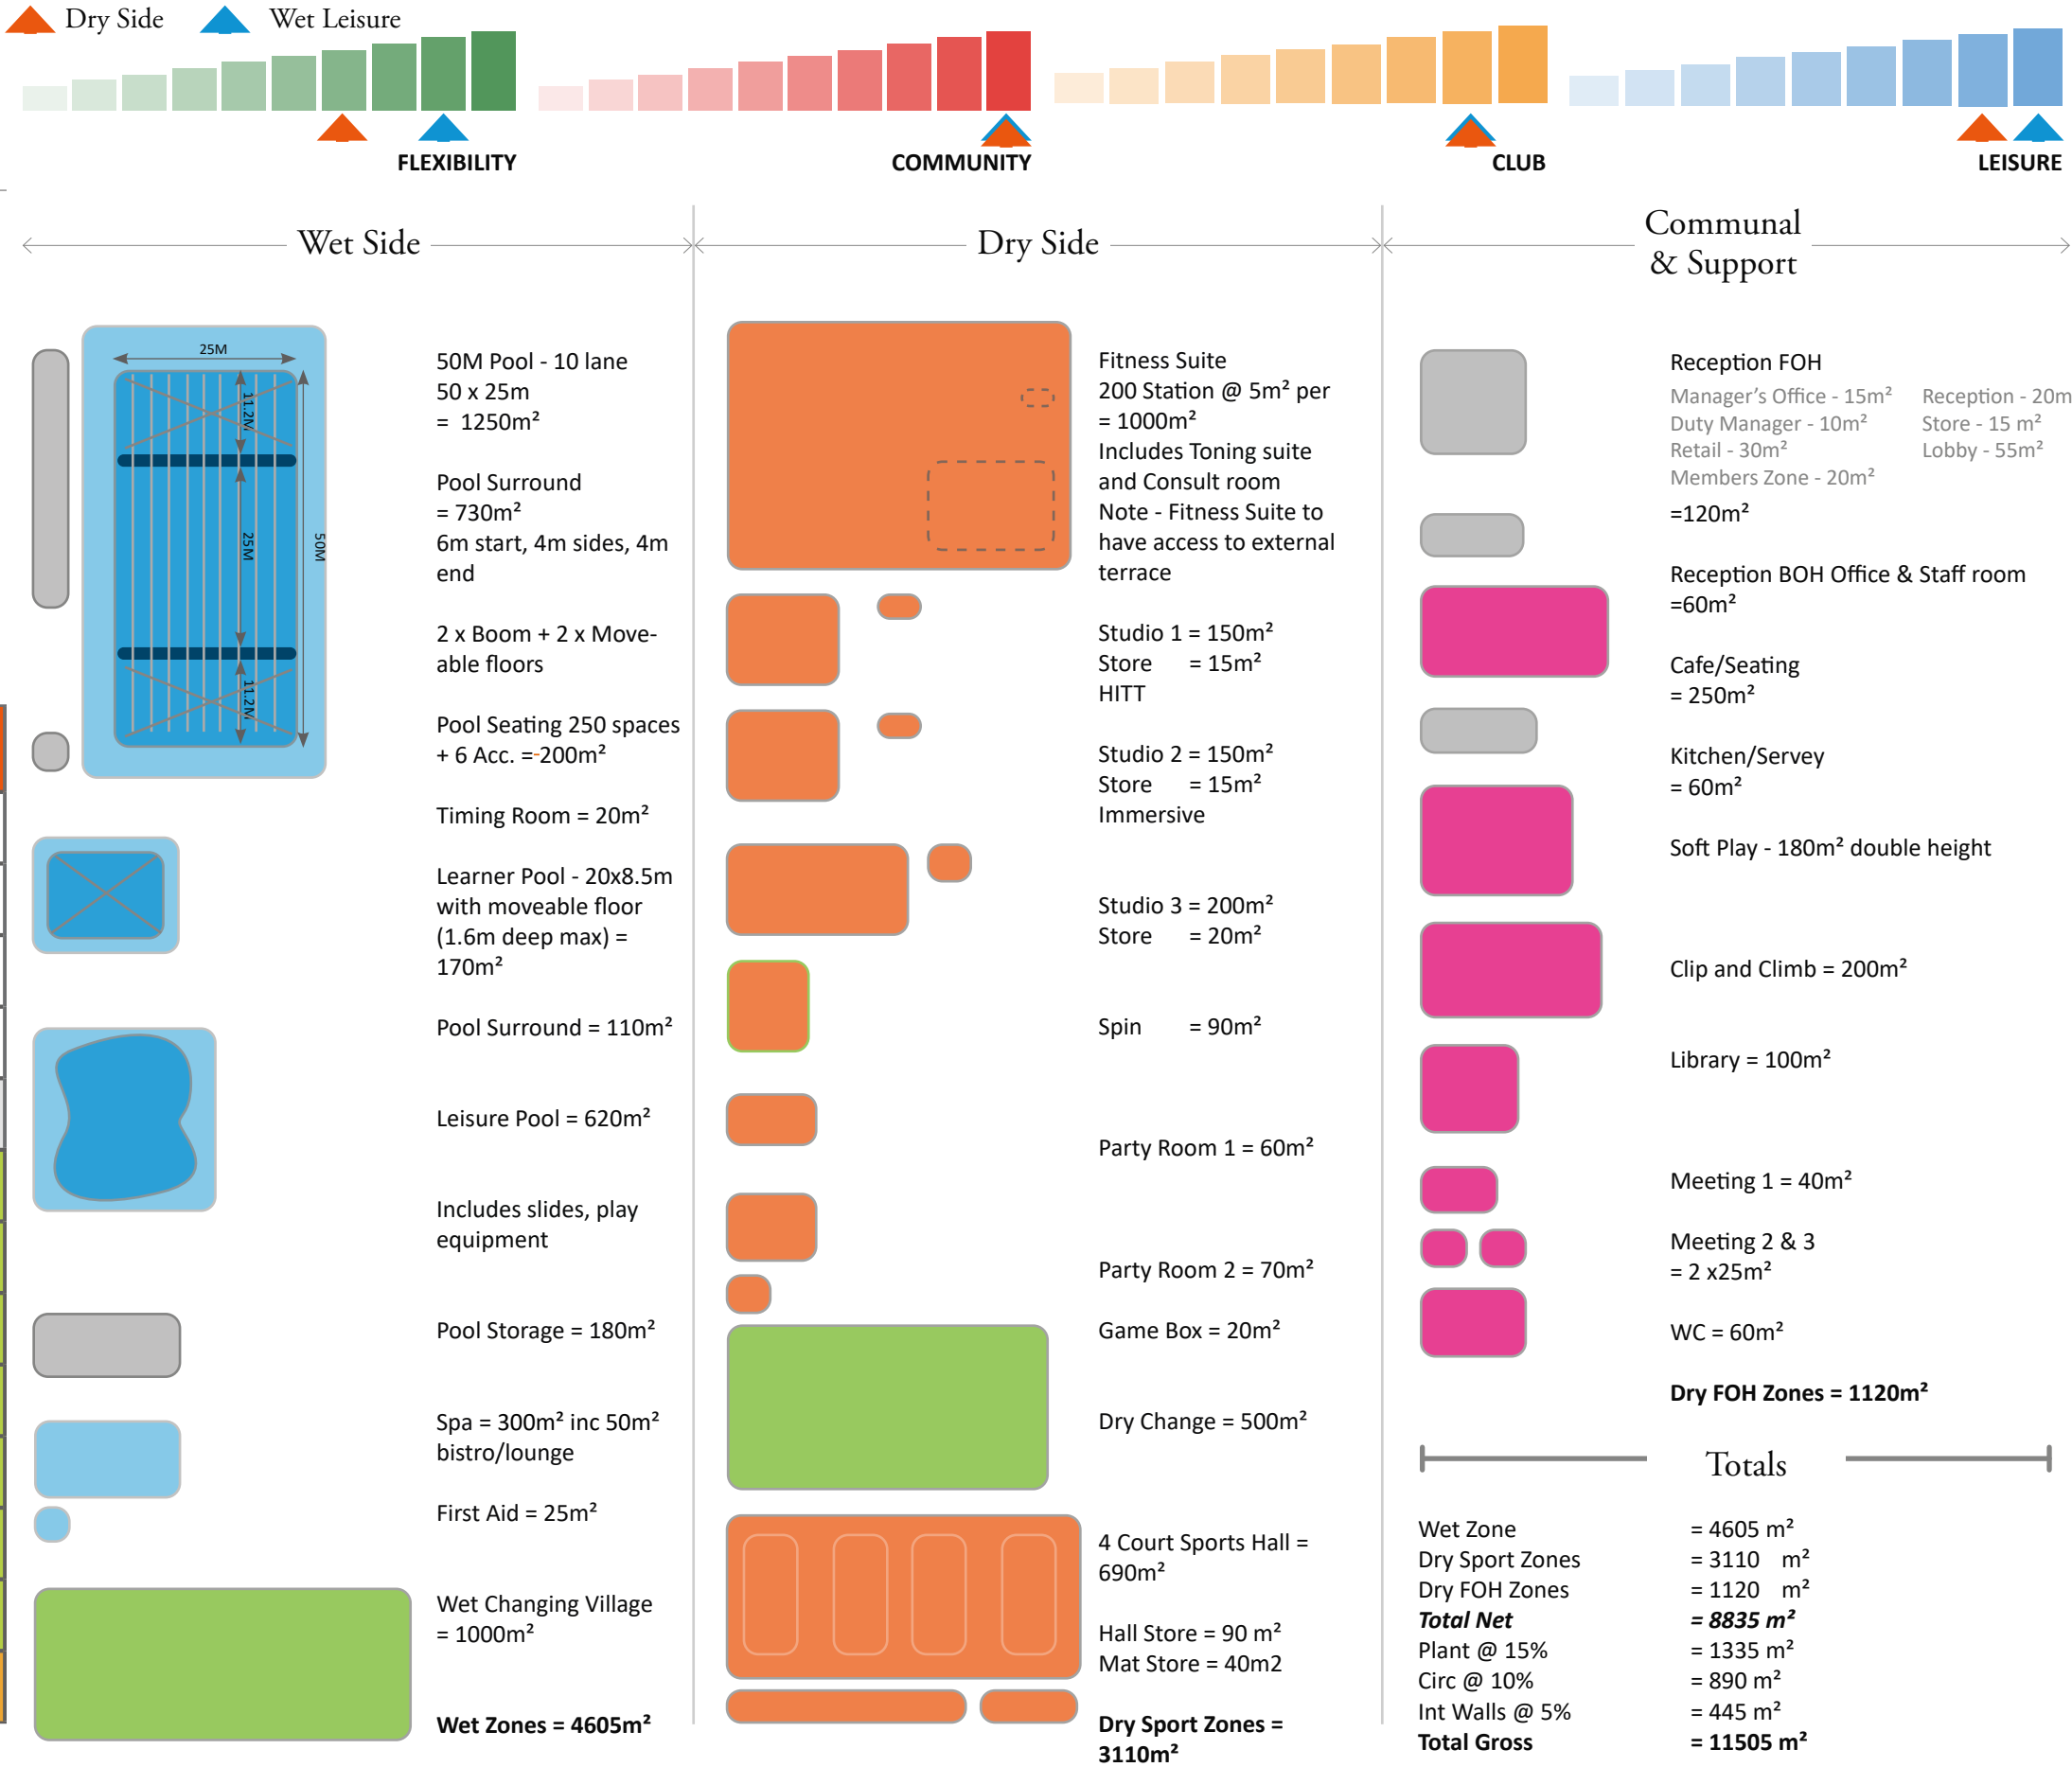 Dry Side
Wet Leisure
FLEXIBILITY
COMMUNITY
CLUB
LEISURE
Wet Side
25M
11.2M
25M
50M
11.2M
50M Pool - 10 lane
50 x 25m
= 1250m²
Pool Surround
= 730m²
6m start, 4m sides, 4m
end
2 x Boom + 2 x Move-
able floors
Pool Seating 250 spaces
+ 6 Acc. =-200m²
Timing Room = 20m²
Learner Pool - 20x8.5m
with moveable floor
(1.6m deep max) =
170m²
Pool Surround = 110m²
Leisure Pool = 620m²
Includes slides, play
equipment
Pool Storage = 180m²
Spa = 300m² inc 50m²
bistro/lounge
First Aid = 25m²
Wet Changing Village
= 1000m²
Wet Zones = 4605m²
Dry Side
Fitness Suite
200 Station @ 5m² per
= 1000m²
Includes Toning suite
and Consult room
Note - Fitness Suite to
have access to external
terrace
Studio 1 = 150m²
Store = 15m²
HITT
Studio 2 = 150m²
Store = 15m²
Immersive
Studio 3 = 200m²
Store = 20m²
Spin = 90m²
Party Room 1 = 60m²
Party Room 2 = 70m²
Game Box = 20m²
Dry Change = 500m²
4 Court Sports Hall =
690m²
Hall Store = 90 m²
Mat Store = 40m2
Dry Sport Zones =
3110m²
Communal
& Support
Reception FOH
Manager's Office - 15m² Reception - 20m
Duty Manager - 10m² Store - 15 m²
Retail - 30m² Lobby - 55m²
Members Zone - 20m²
=120m²
Reception BOH Office & Staff room
=60m²
Cafe/Seating
= 250m²
Kitchen/Servey
= 60m²
Soft Play - 180m² double height
Clip and Climb = 200m²
Library = 100m²
Meeting 1 = 40m²
Meeting 2 & 3
= 2 x25m²
WC = 60m²
Dry FOH Zones = 1120m²
Totals
Wet Zone = 4605 m²
Dry Sport Zones = 3110 m²
Dry FOH Zones = 1120 m²
Total Net = 8835 m²
Plant @ 15% = 1335 m²
Circ @ 10% = 890 m²
Int Walls @ 5% = 445 m²
Total Gross = 11505 m²